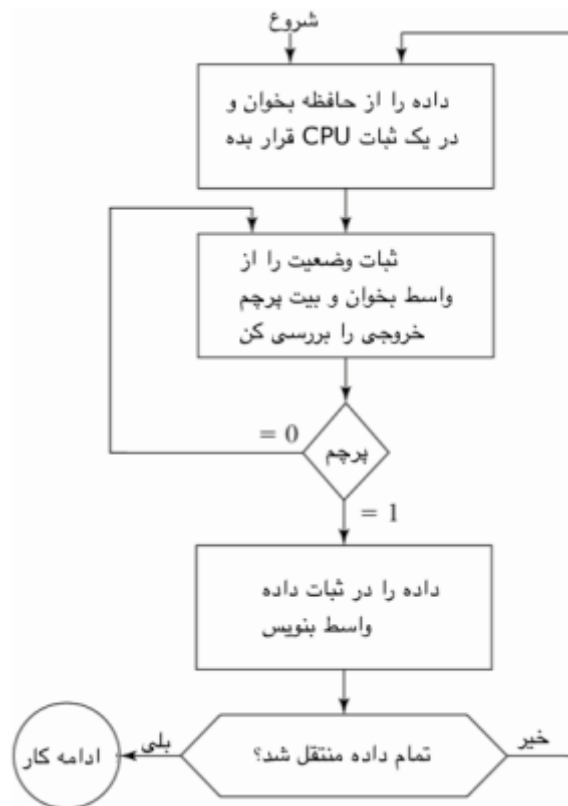 شروع
داده را از حافظه بخوان و
در یک ثبات CPU قرار بده
ثبات وضعیت را از
واسط بخوان و بیت پرچم
خروجی را بررسی کن
= 0
پرچم
= 1
داده را در ثبات داده
واسط بنویس
خیر
تمام داده منتقل شد؟
بلی
ادامه کار